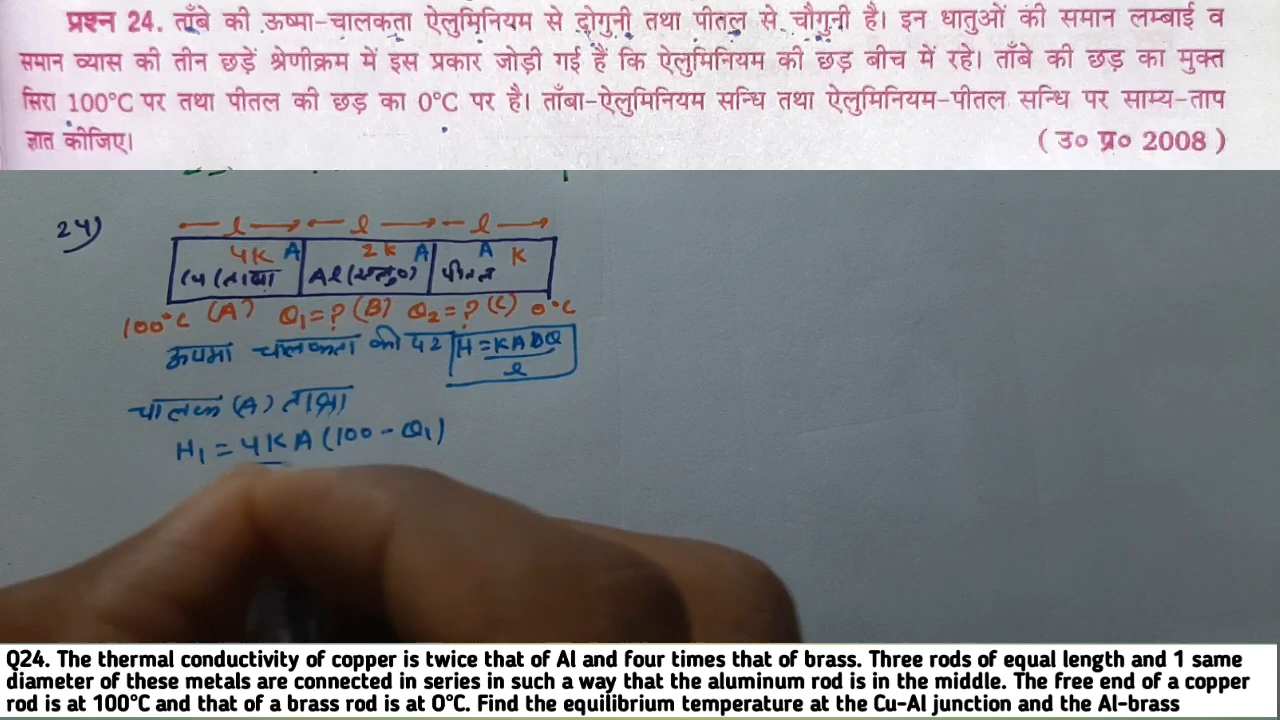 प्रश्न 24. ताँबे की ऊष्मा-चालकता ऐलुमिनियम से दोगुनी तथा पीतल से चौगुनी है। इन धातुओं की समान लम्बाई व
समान व्यास की तीन छड़ें श्रेणीक्रम में इस प्रकार जोड़ी गई हैं कि ऐलुमिनियम की छड़ बीच में रहे। ताँबे की छड़ का मुक्त
सिरा 100°C पर तथा पीतल की छड़ का 0°C पर है। ताँबा-ऐलुमिनियम सन्धि तथा ऐलुमिनियम-पीतल सन्धि पर साम्य-ताप
ज्ञात कीजिए। ( उ० प्र० 2008 )
24)
l l l
4K A 2K A A K
Al पीतल
100°C (A) θ1 = ? (B) θ2 = ? (C) 0°C
चालकता की दर H = KAΔθ
l
चालक (A)
H1 = 4KA(100 - θ1)
Q24. The thermal conductivity of copper is twice that of Al and four times that of brass. Three rods of equal length and 1 same
diameter of these metals are connected in series in such a way that the aluminum rod is in the middle. The free end of a copper
rod is at 100°C and that of a brass rod is at 0°C. Find the equilibrium temperature at the Cu-Al junction and the Al-brass